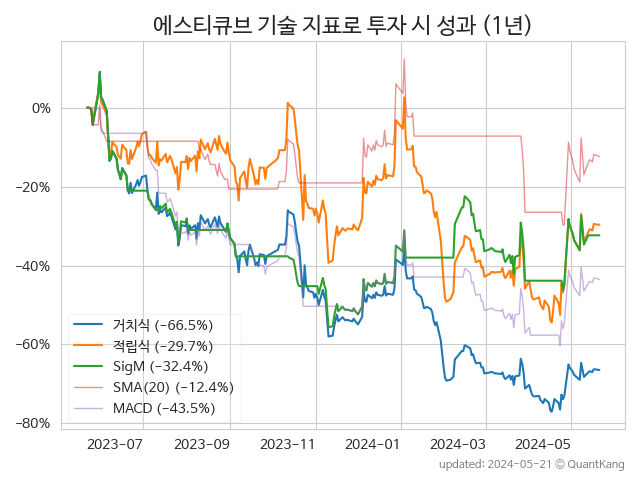 에스티큐브 기술 지표로 투자 시 성과 (1년)
0%
−20%
−40%
−60%
−80%
거치식 (−66.5%)
적립식 (−29.7%)
SigM (−32.4%)
SMA(20) (−12.4%)
MACD (−43.5%)
2023−07 2023−09 2023−11 2024−01 2024−03 2024−05
updated: 2024−05−21 © QuantKang